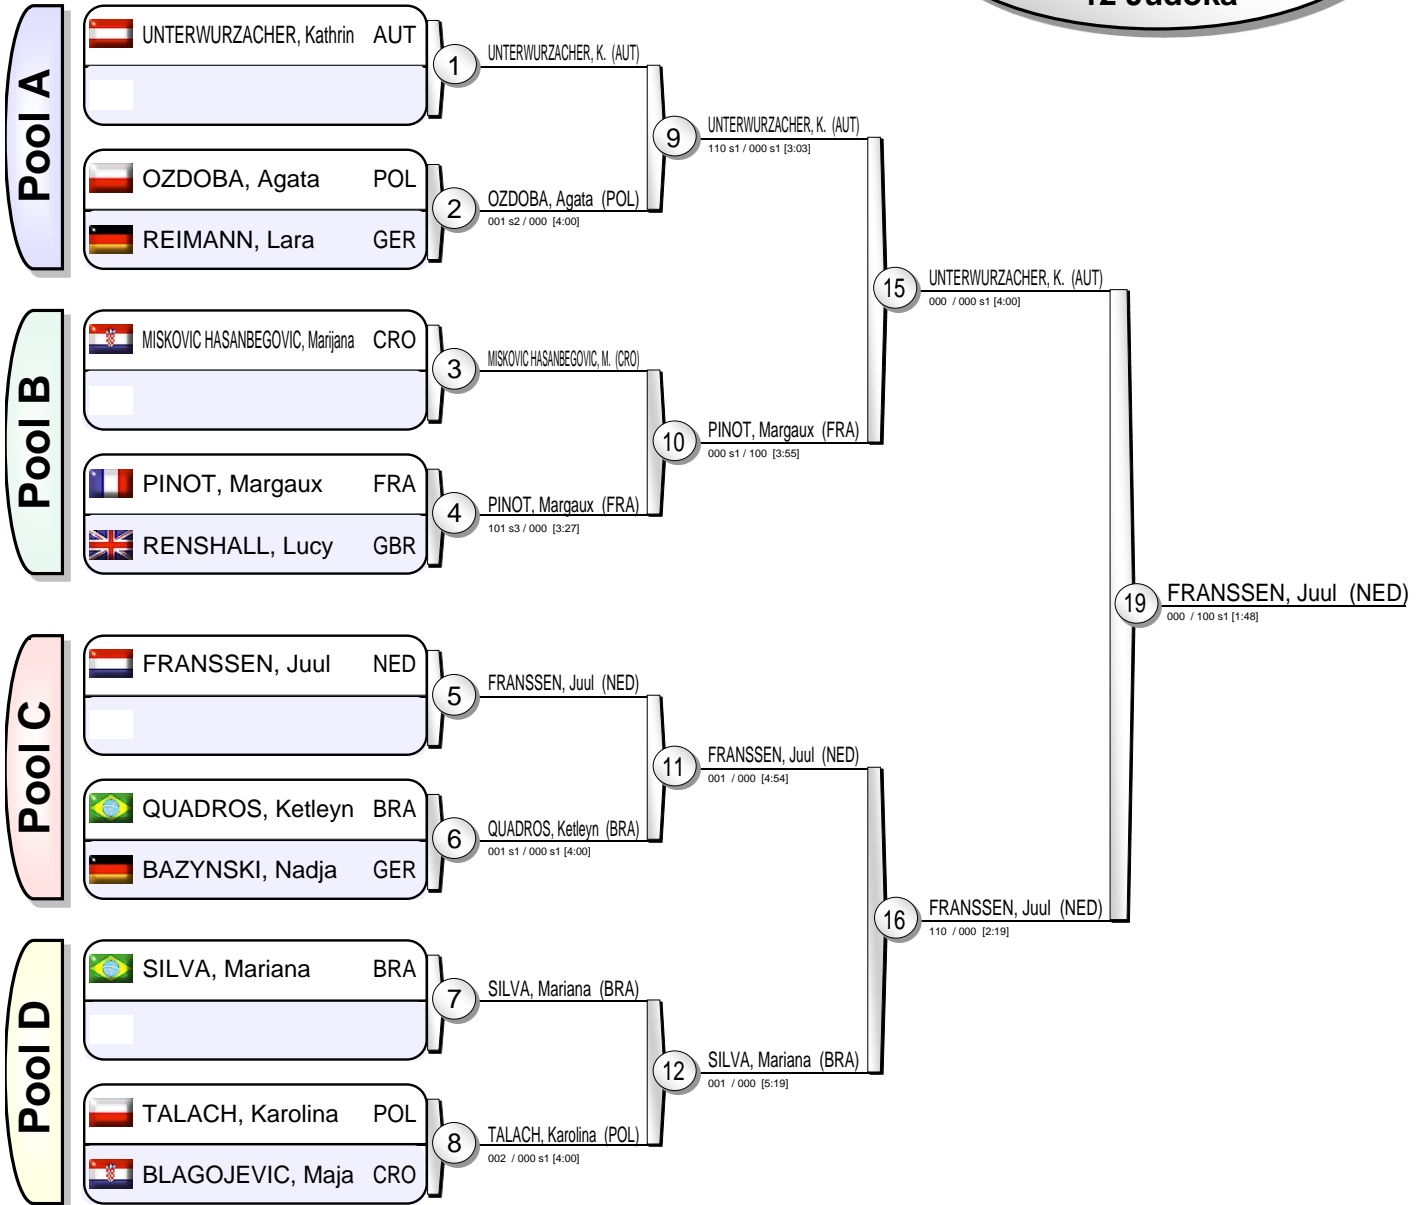 12 Judoka
Pool A
UNTERWURZACHER, Kathrin AUT
OZDOBA, Agata POL
REIMANN, Lara GER
1
UNTERWURZACHER, K. (AUT)
2
OZDOBA, Agata (POL)
001 s2 / 000 [4:00]
9
UNTERWURZACHER, K. (AUT)
110 s1 / 000 s1 [3:03]
Pool B
MISKOVIC HASANBEGOVIC, Marijana CRO
PINOT, Margaux FRA
RENSHALL, Lucy GBR
3
MISKOVIC HASANBEGOVIC, M. (CRO)
4
PINOT, Margaux (FRA)
101 s3 / 000 [3:27]
10
PINOT, Margaux (FRA)
000 s1 / 100 [3:55]
15
UNTERWURZACHER, K. (AUT)
000 / 000 s1 [4:00]
Pool C
FRANSSEN, Juul NED
QUADROS, Ketleyn BRA
BAZYNSKI, Nadja GER
5
FRANSSEN, Juul (NED)
6
QUADROS, Ketleyn (BRA)
001 s1 / 000 s1 [4:00]
11
FRANSSEN, Juul (NED)
001 / 000 [4:54]
Pool D
SILVA, Mariana BRA
TALACH, Karolina POL
BLAGOJEVIC, Maja CRO
7
SILVA, Mariana (BRA)
8
TALACH, Karolina (POL)
002 / 000 s1 [4:00]
12
SILVA, Mariana (BRA)
001 / 000 [5:19]
16
FRANSSEN, Juul (NED)
110 / 000 [2:19]
19
FRANSSEN, Juul (NED)
000 / 100 s1 [1:48]